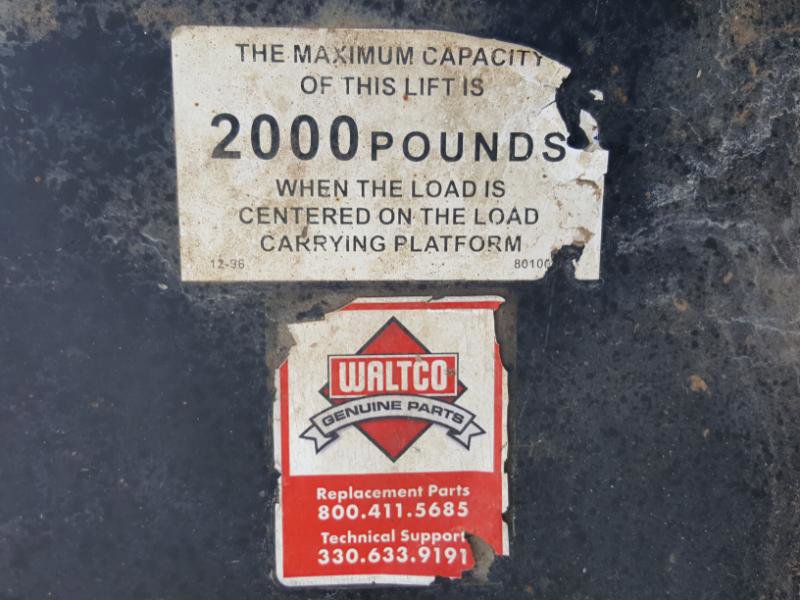 THE MAXIMUM CAPACITY
OF THIS LIFT IS
2000 POUNDS
WHEN THE LOAD IS
CENTERED ON THE LOAD
CARRYING PLATFORM
12-96
WALTCO
GENUINE PARTS
Replacement Parts
800.411.5685
Technical Support
330.633.9191